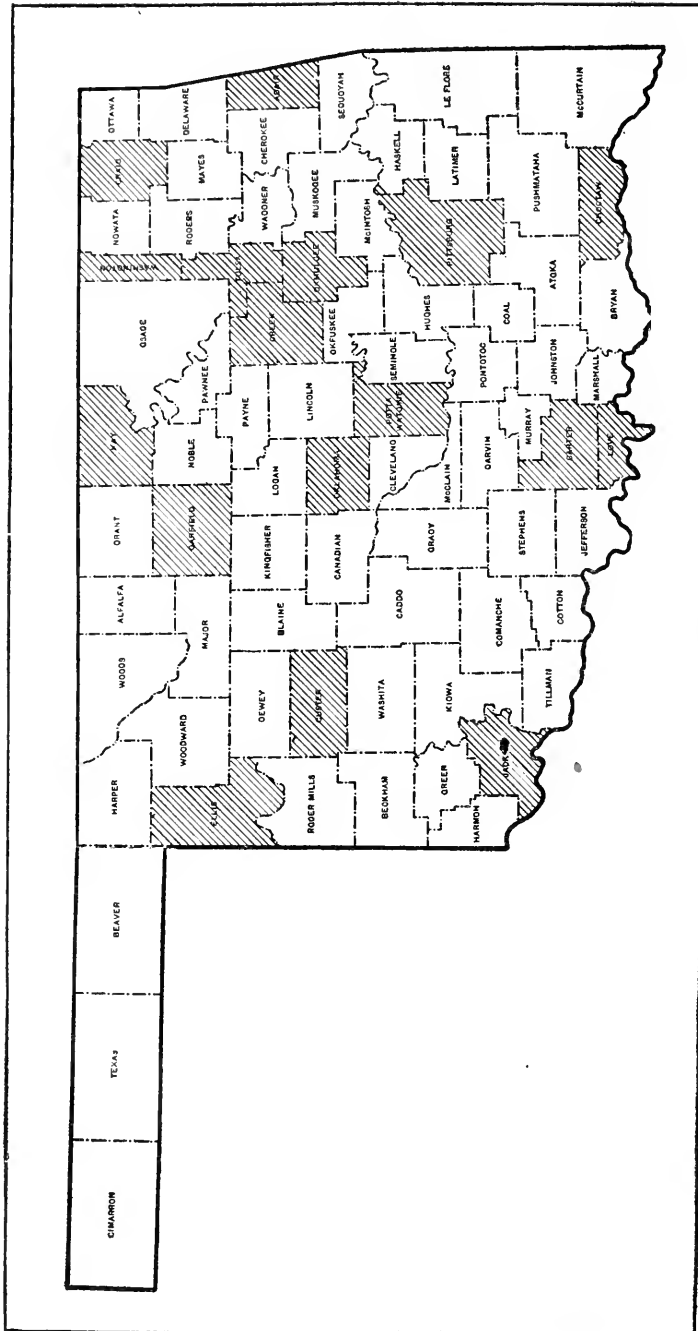 CIMARRON
TEXAS
BEAVER
HARPER
WOODS
ALFALFA
GRANT
KAY
OSAGE
WASHINGTON
NOWATA
CRAIG
OTTAWA
ELLIS
WOODWARD
MAJOR
GARFIELD
NOBLE
PAWNEE
TULSA
ROGERS
MAYES
DELAWARE
ROGER MILLS
DEWEY
BLAINE
KINGFISHER
LOGAN
PAYNE
CREEK
WAGONER
CHEROKEE
ADAIR
CUSTER
CANADIAN
OKLAHOMA
LINCOLN
OKFUSKEE
OKMULGEE
MUSKOGEE
SEQUOYAH
BECKHAM
WASHITA
CADDO
GRADY
CLEVELAND
McCLAIN
POTTA
WATOMIE
SEMINOLE
HUGHES
McINTOSH
HASKELL
LE FLORE
HARMON
GREER
KIOWA
COMANCHE
STEPHENS
GARVIN
PONTOTOC
COAL
PITTSBURG
LATIMER
JACKSON
TILLMAN
COTTON
JEFFERSON
MURRAY
CARTER
LOVE
JOHNSTON
MARSHALL
ATOKA
BRYAN
PUSHMATAHA
CHOCTAW
McCURTAIN